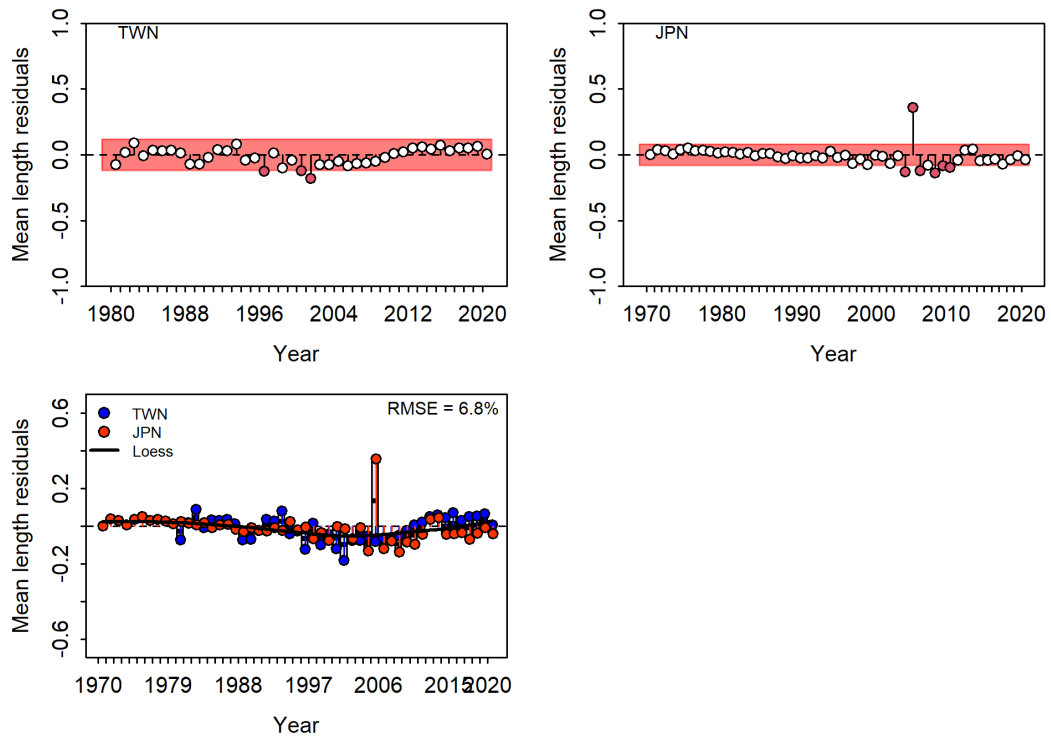 TWN
Mean length residuals
1.0
0.5
0.0
-0.5
-1.0
1980 1988 1996 2004 2012 2020
Year
JPN
Mean length residuals
1.0
0.5
0.0
-0.5
-1.0
1970 1980 1990 2000 2010 2020
Year
TWN
JPN
Loess
RMSE = 6.8%
Mean length residuals
0.6
0.2
-0.2
-0.6
1970 1979 1988 1997 2006 2015 2020
Year